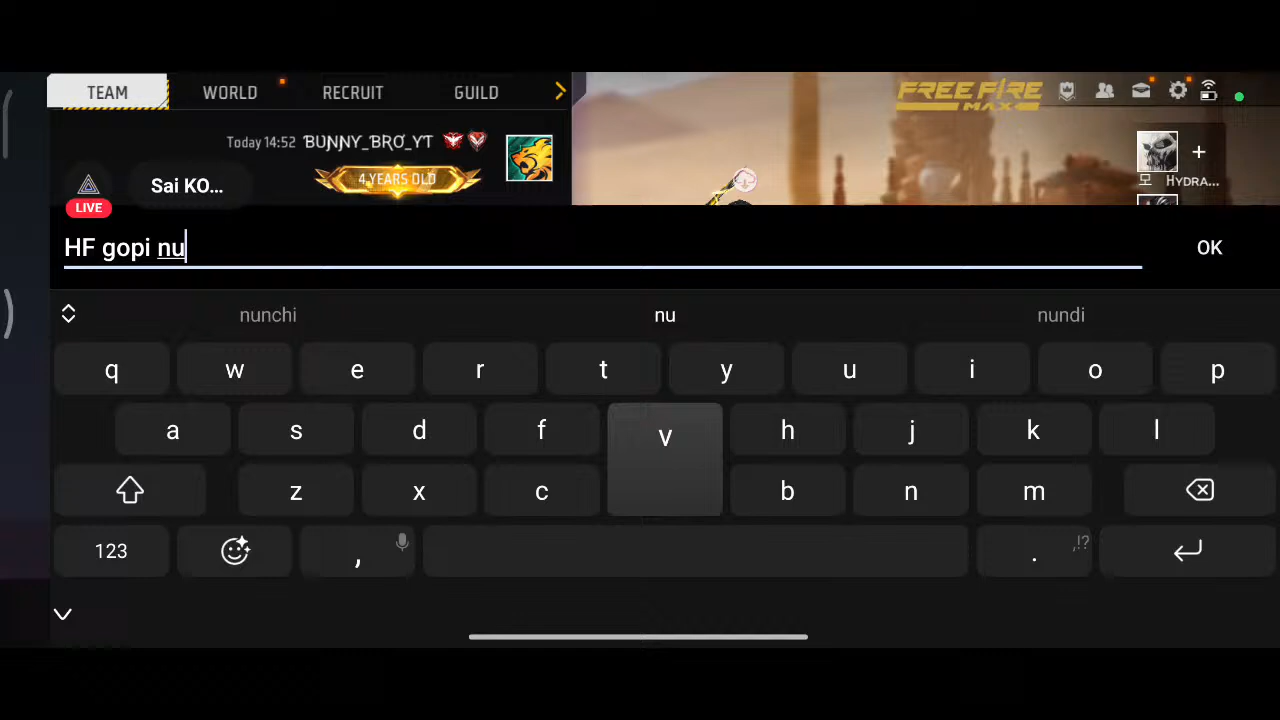 TEAM WORLD RECRUIT GUILD
FREE FIRE
MAX
Today 14:52 BUNNY_BRO_YT
4 YEARS OLD
모 HYDRA...
Sai KO...
LIVE
HF gopi nu
OK
nunchi nu nundi
q w e r t y u i o p
a s d f v h j k l
z x c b n m
123 , . ,!?